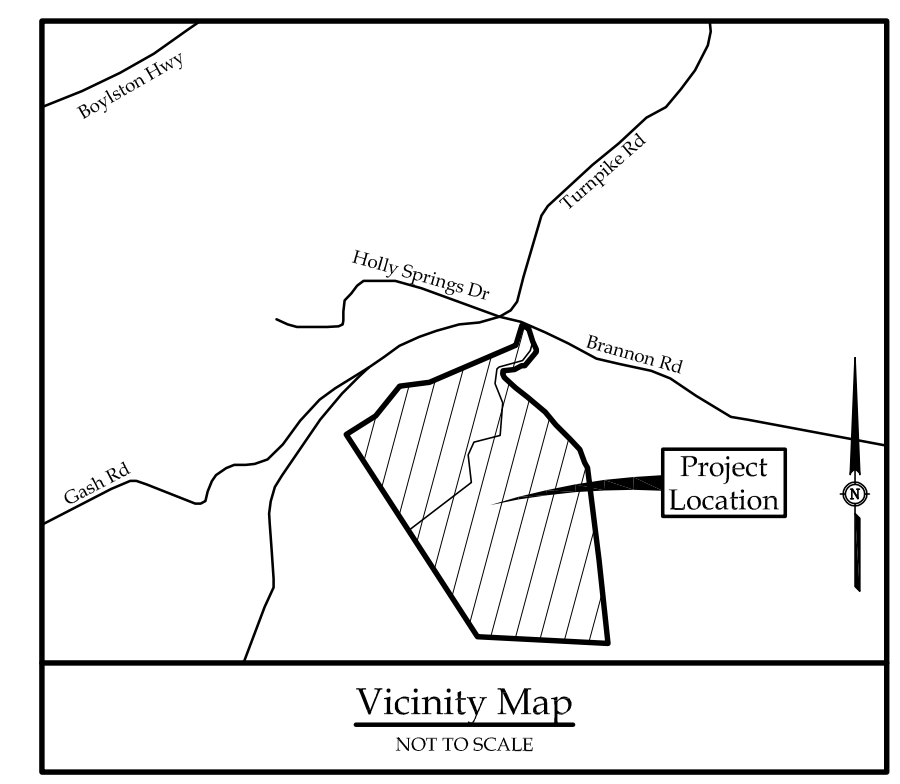 Boylston Hwy
Turnpike Rd
Holly Springs Dr
Brannon Rd
Gash Rd
Project
Location
N
Vicinity Map
NOT TO SCALE